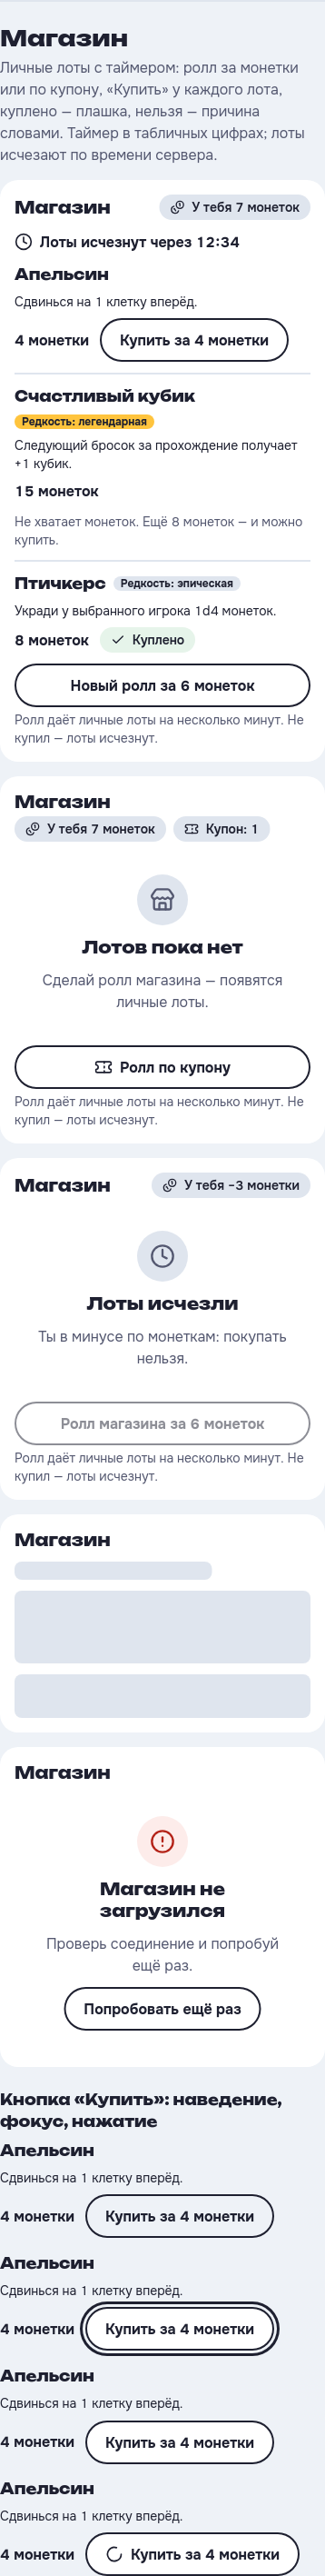 Магазин
Личные лоты с таймером: ролл за монетки
или по купону, «Купить» у каждого лота,
куплено — плашка, нельзя — причина
словами. Таймер в табличных цифрах; лоты
исчезают по времени сервера.
Магазин
У тебя 7 монеток
Лоты исчезнут через 12:34
Апельсин
Сдвинься на 1 клетку вперёд.
4 монетки
Купить за 4 монетки
Счастливый кубик
Редкость: легендарная
Следующий бросок за прохождение получает
+1 кубик.
15 монеток
Не хватает монеток. Ещё 8 монеток — и можно
купить.
Птичкерс
Редкость: эпическая
Укради у выбранного игрока 1d4 монеток.
8 монеток
Куплено
Новый ролл за 6 монеток
Ролл даёт личные лоты на несколько минут. Не
купил — лоты исчезнут.
Магазин
У тебя 7 монеток
Купон: 1
Лотов пока нет
Сделай ролл магазина — появятся
личные лоты.
Ролл по купону
Ролл даёт личные лоты на несколько минут. Не
купил — лоты исчезнут.
Магазин
У тебя −3 монетки
Лоты исчезли
Ты в минусе по монеткам: покупать
нельзя.
Ролл магазина за 6 монеток
Ролл даёт личные лоты на несколько минут. Не
купил — лоты исчезнут.
Магазин
Магазин
Магазин не
загрузился
Проверь соединение и попробуй
ещё раз.
Попробовать ещё раз
Кнопка «Купить»: наведение,
фокус, нажатие
Апельсин
Сдвинься на 1 клетку вперёд.
4 монетки
Купить за 4 монетки
Апельсин
Сдвинься на 1 клетку вперёд.
4 монетки
Купить за 4 монетки
Апельсин
Сдвинься на 1 клетку вперёд.
4 монетки
Купить за 4 монетки
Апельсин
Сдвинься на 1 клетку вперёд.
4 монетки
Купить за 4 монетки